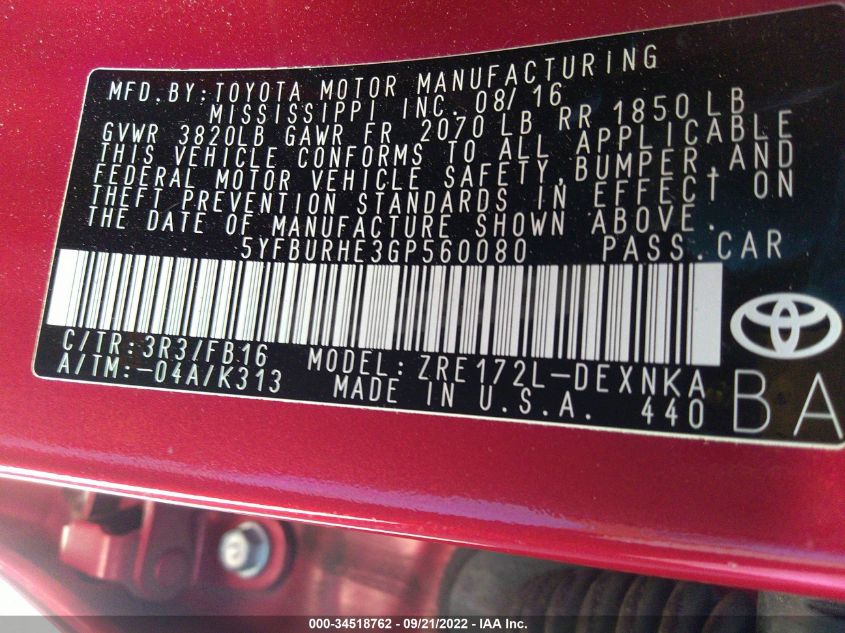 MFD.BY:TOYOTA MOTOR MANUFACTURING
MISSISSIPPI INC. 08/16
GVWR 3820LB GAWR FR 2070 LB RR 1850 LB
THIS VEHICLE CONFORMS TO ALL APPLICABLE
FEDERAL MOTOR VEHICLE SAFETY,BUMPER,AND
THEFT PREVENTION STANDARDS IN EFFECT ON
THE DATE OF MANUFACTURE SHOWN ABOVE.
5YFBURHE3GP560080 PASS.CAR
C/TR:3R3/FB16 MODEL:ZRE172L-DEXNKA
A/TM:-04A/K313 MADE IN U.S.A. 440 BA
000-34518762 / 09/21/2022 - IAA Inc.